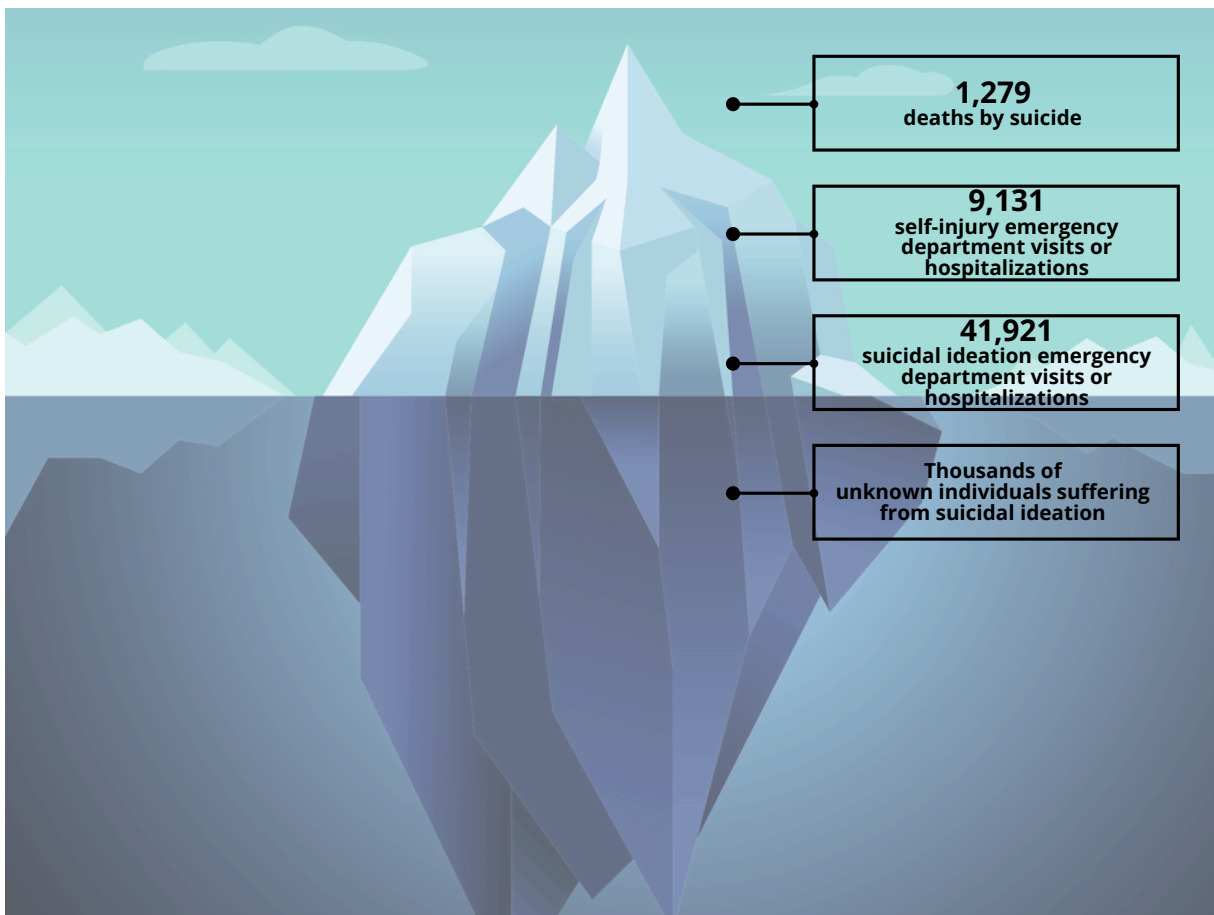 1,279
deaths by suicide
9,131
self-injury emergency
department visits or
hospitalizations
41,921
suicidal ideation emergency
department visits or
hospitalizations
Thousands of
unknown individuals suffering
from suicidal ideation